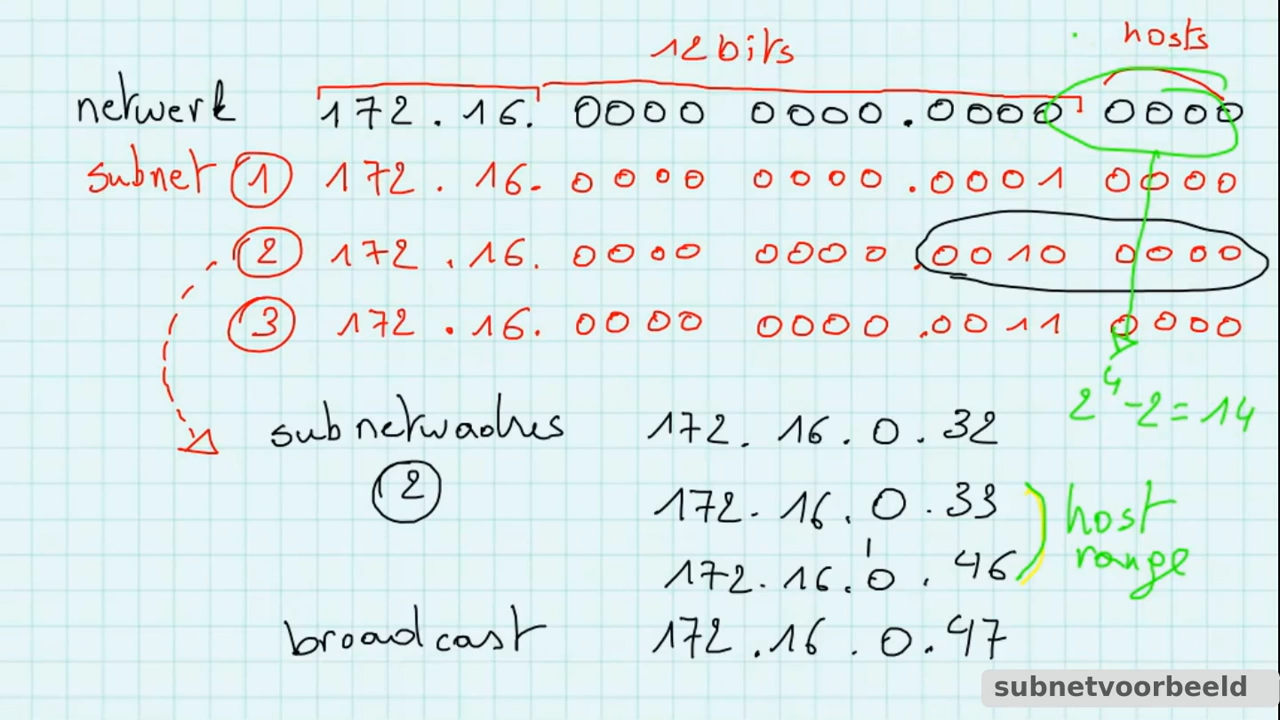 12 bits hosts
netwerk 172.16. 0000 0000.0000 0000
subnet 1 172.16. 0000 0000.0001 0000
2 172.16. 0000 0000.0010 0000
3 172.16. 0000 0000.0011 0000
2⁴-2=14
subnetwadres 172.16.0.32
2 172.16.0.33 host
172.16.0.46 range
broadcast 172.16.0.47
subnetvoorbeeld